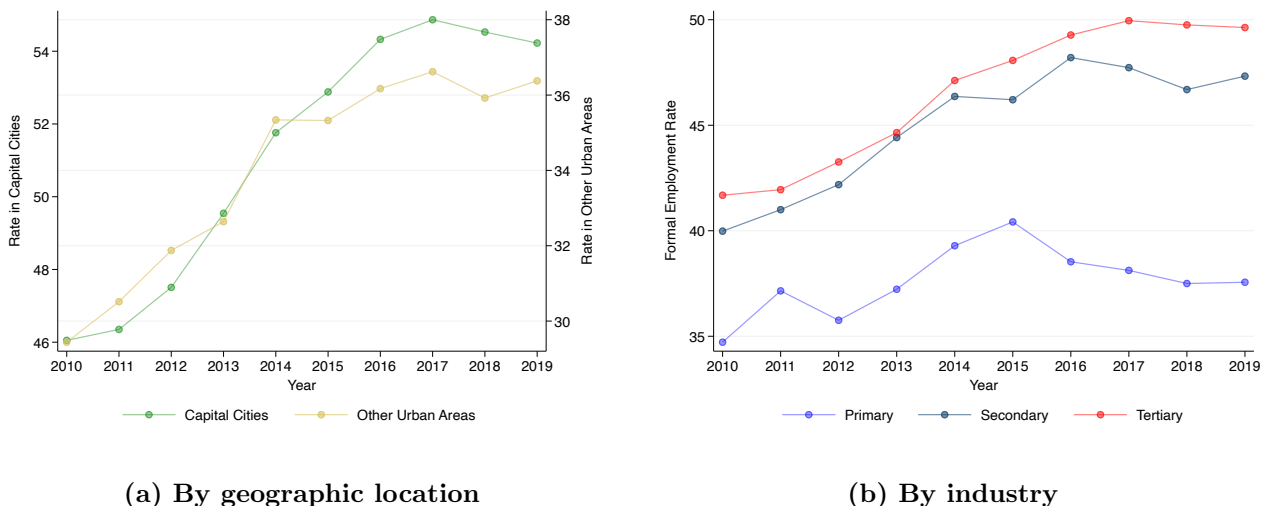 Rate in Capital Cities
54
52
50
48
46
38
36
34
32
30
Rate in Other Urban Areas
2010 2011 2012 2013 2014 2015 2016 2017 2018 2019
Year
Capital Cities Other Urban Areas
(a) By geographic location
Formal Employment Rate
50
45
40
35
2010 2011 2012 2013 2014 2015 2016 2017 2018 2019
Year
Primary Secondary Tertiary
(b) By industry